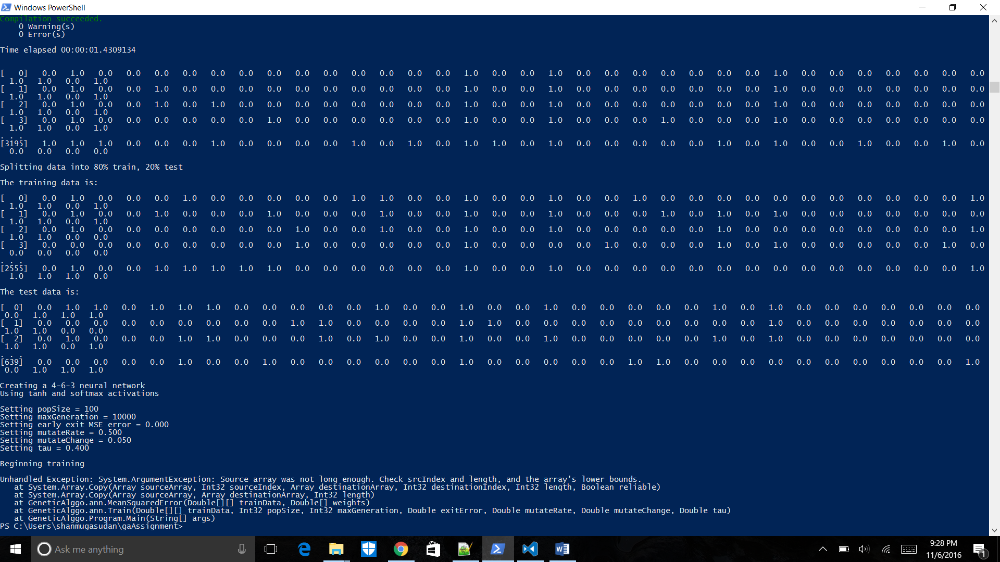 Windows PowerShell
Compilation succeeded.
0 Warning(s)
0 Error(s)
Time elapsed 00:00:01.4309134
[   0]   0.0   1.0   0.0   0.0   1.0   0.0   0.0   0.0   0.0   0.0   0.0   0.0   0.0   0.0   0.0   1.0   0.0   0.0   1.0   0.0   0.0   0.0   0.0   0.0   0.0   0.0   1.0   0.0   0.0   0.0   0.0   0.0   0.0   0.0
1.0   1.0   0.0   1.0
[   1]   0.0   1.0   0.0   0.0   1.0   0.0   0.0   0.0   0.0   0.0   0.0   0.0   0.0   0.0   0.0   1.0   0.0   0.0   1.0   0.0   0.0   0.0   0.0   0.0   0.0   0.0   1.0   0.0   0.0   0.0   0.0   0.0   0.0   0.0
1.0   1.0   0.0   1.0
[   2]   0.0   1.0   0.0   0.0   1.0   0.0   1.0   0.0   0.0   0.0   0.0   0.0   0.0   0.0   0.0   1.0   0.0   0.0   1.0   0.0   0.0   0.0   0.0   0.0   0.0   0.0   1.0   0.0   0.0   0.0   0.0   0.0   0.0   0.0
1.0   1.0   0.0   1.0
[   3]   0.0   1.0   0.0   0.0   0.0   0.0   0.0   0.0   1.0   0.0   0.0   0.0   0.0   0.0   0.0   1.0   0.0   0.0   1.0   0.0   0.0   0.0   1.0   0.0   0.0   0.0   1.0   0.0   0.0   0.0   0.0   0.0   0.0   0.0
1.0   1.0   0.0   1.0
. . .
[3195]   1.0   1.0   1.0   0.0   0.0   0.0   1.0   0.0   0.0   0.0   0.0   1.0   0.0   1.0   0.0   1.0   1.0   0.0   1.0   0.0   0.0   0.0   0.0   0.0   1.0   0.0   1.0   0.0   0.0   1.0   0.0   0.0   1.0   0.0
0.0   0.0   0.0   0.0
Splitting data into 80% train, 20% test
The training data is:
[   0]   0.0   1.0   0.0   0.0   0.0   1.0   0.0   0.0   0.0   0.0   0.0   1.0   1.0   0.0   0.0   1.0   0.0   0.0   1.0   0.0   0.0   1.0   0.0   0.0   0.0   0.0   0.0   0.0   0.0   0.0   0.0   0.0   0.0   1.0
1.0   1.0   0.0   1.0
[   1]   0.0   1.0   0.0   0.0   1.0   0.0   0.0   0.0   1.0   0.0   0.0   0.0   1.0   0.0   0.0   1.0   0.0   0.0   1.0   0.0   0.0   0.0   1.0   0.0   1.0   0.0   1.0   0.0   0.0   0.0   0.0   0.0   0.0   0.0
1.0   1.0   0.0   1.0
[   2]   0.0   1.0   0.0   0.0   0.0   0.0   0.0   0.0   0.0   1.0   0.0   0.0   1.0   0.0   0.0   1.0   0.0   0.0   1.0   0.0   0.0   0.0   0.0   0.0   1.0   0.0   0.0   0.0   0.0   0.0   0.0   0.0   0.0   1.0
1.0   1.0   0.0   0.0
[   3]   0.0   0.0   0.0   0.0   0.0   0.0   0.0   0.0   0.0   1.0   0.0   0.0   0.0   0.0   0.0   1.0   0.0   0.0   0.0   0.0   1.0   0.0   0.0   0.0   1.0   0.0   1.0   0.0   0.0   0.0   0.0   0.0   1.0   0.0
0.0   0.0   0.0   0.0
. . .
[2555]   0.0   1.0   0.0   0.0   1.0   1.0   1.0   1.0   1.0   0.0   0.0   0.0   0.0   0.0   0.0   1.0   0.0   0.0   1.0   0.0   0.0   0.0   0.0   0.0   0.0   0.0   0.0   0.0   0.0   0.0   0.0   0.0   0.0   1.0
1.0   1.0   1.0   0.0
The test data is:
[  0]   0.0   1.0   1.0   0.0   1.0   1.0   1.0   0.0   0.0   0.0   0.0   0.0   1.0   0.0   0.0   1.0   0.0   0.0   1.0   0.0   0.0   0.0   0.0   0.0   1.0   0.0   1.0   0.0   0.0   0.0   0.0   0.0   0.0   0.0
0.0   1.0   1.0   1.0
[  1]   0.0   0.0   0.0   0.0   0.0   0.0   0.0   0.0   0.0   1.0   1.0   0.0   0.0   0.0   0.0   1.0   1.0   0.0   0.0   0.0   0.0   0.0   0.0   0.0   0.0   0.0   1.0   0.0   0.0   0.0   0.0   0.0   0.0   0.0
1.0   1.0   0.0   0.0
[  2]   0.0   1.0   0.0   0.0   0.0   1.0   1.0   0.0   0.0   0.0   1.0   0.0   1.0   0.0   0.0   1.0   0.0   0.0   1.0   0.0   0.0   0.0   0.0   0.0   1.0   0.0   1.0   0.0   0.0   0.0   0.0   0.0   0.0   0.0
1.0   1.0   0.0   1.0
. . .
[639]   0.0   0.0   0.0   0.0   0.0   1.0   0.0   0.0   1.0   0.0   0.0   0.0   0.0   0.0   0.0   1.0   0.0   0.0   0.0   0.0   0.0   1.0   1.0   0.0   0.0   0.0   0.0   0.0   0.0   0.0   0.0   0.0   0.0   1.0
0.0   1.0   1.0   1.0
Creating a 4-6-3 neural network
Using tanh and softmax activations
Setting popSize = 100
Setting maxGeneration = 10000
Setting early exit MSE error = 0.000
Setting mutateRate = 0.500
Setting mutateChange = 0.050
Setting tau = 0.400
Beginning training
Unhandled Exception: System.ArgumentException: Source array was not long enough. Check srcIndex and length, and the array's lower bounds.
at System.Array.Copy(Array sourceArray, Int32 sourceIndex, Array destinationArray, Int32 destinationIndex, Int32 length, Boolean reliable)
at System.Array.Copy(Array sourceArray, Array destinationArray, Int32 length)
at GeneticAlggo.ann.MeanSquaredError(Double[][] trainData, Double[] weights)
at GeneticAlggo.ann.Train(Double[][] trainData, Int32 popSize, Int32 maxGeneration, Double exitError, Double mutateRate, Double mutateChange, Double tau)
at GeneticAlggo.Program.Main(String[] args)
PS C:\Users\shanmugasudan\gaAssignment>
Ask me anything
9:28 PM
11/6/2016
1